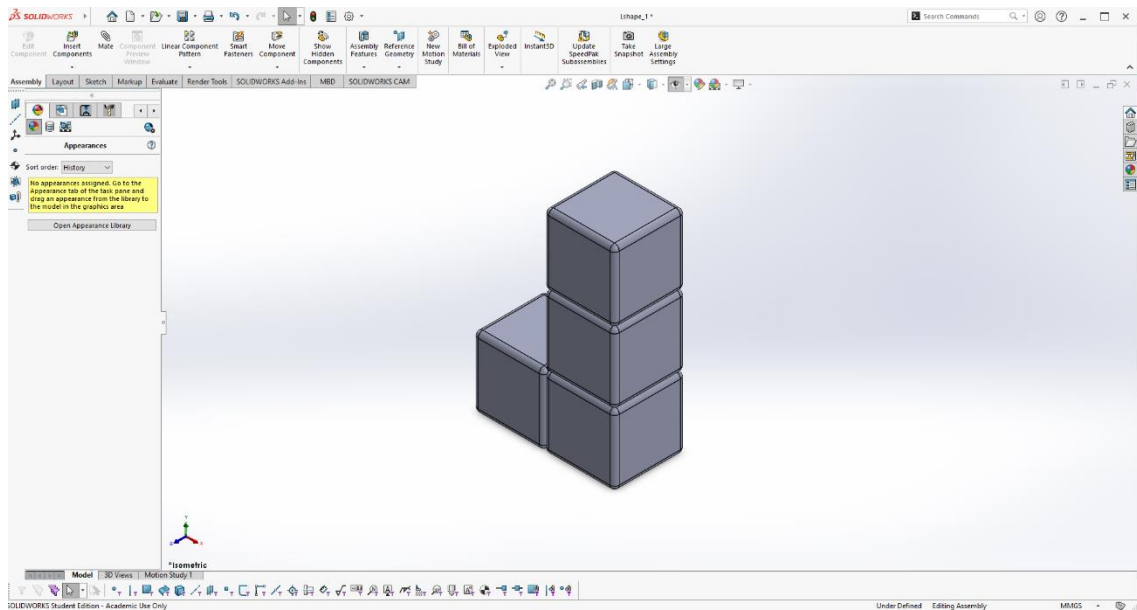 SOLIDWORKS
Lshape_1 *
Search Commands
Edit Component
Insert Components
Mate
Component Preview Window
Linear Component Pattern
Smart Fasteners
Move Component
Show Hidden Components
Assembly Features
Reference Geometry
New Motion Study
Bill of Materials
Exploded View
Instant3D
Update SpeedPak Subassemblies
Take Snapshot
Large Assembly Settings
Assembly Layout Sketch Markup Evaluate Render Tools SOLIDWORKS Add-Ins MBD SOLIDWORKS CAM
Appearances
Sort order: History
No appearances assigned. Go to the
Appearance tab of the task pane and
drag an appearance from the library to
the model in the graphics area
Open Appearance Library
*Isometric
Model 3D Views Motion Study 1
SOLIDWORKS Student Edition - Academic Use Only
Under Defined Editing Assembly MMGS